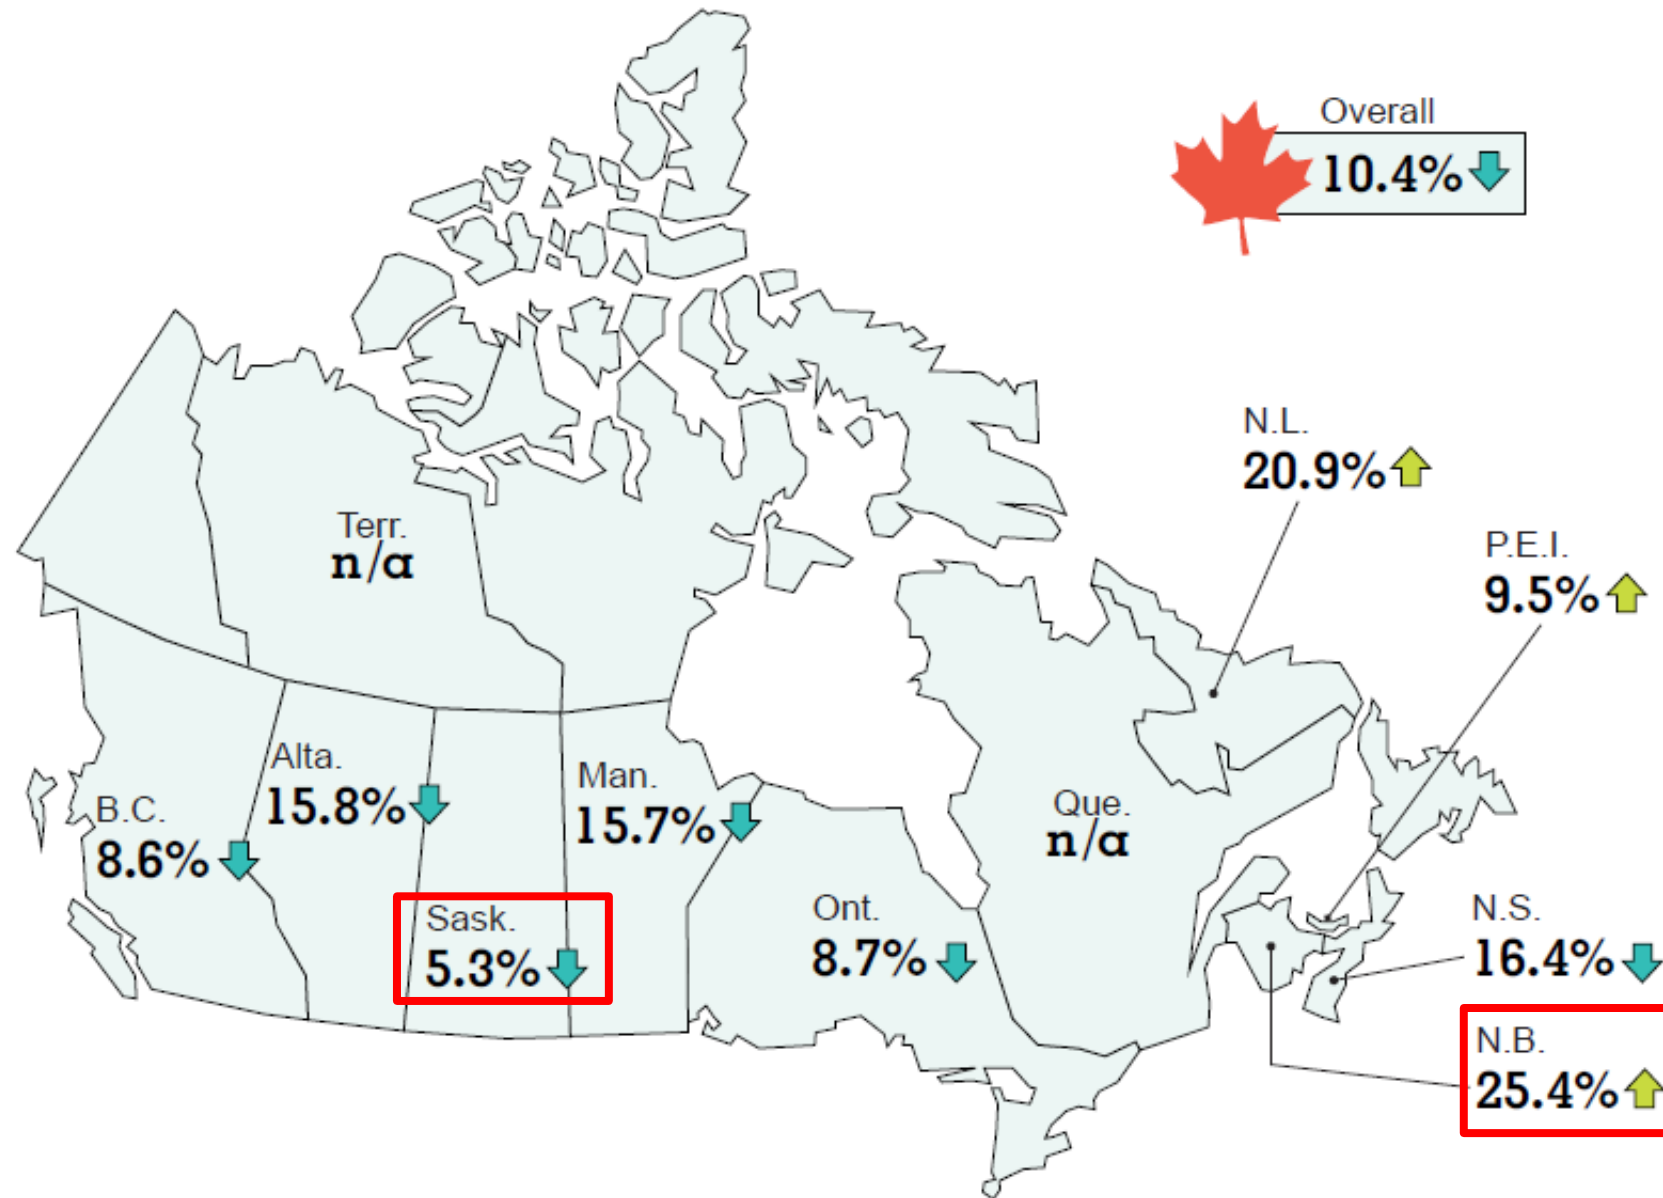 Overall
10.4%
N.L.
20.9%
P.E.I.
9.5%
Terr.
n/a
Alta.
15.8%
Man.
15.7%
B.C.
8.6%
Que.
n/a
Sask.
5.3%
Ont.
8.7%
N.S.
16.4%
N.B.
25.4%